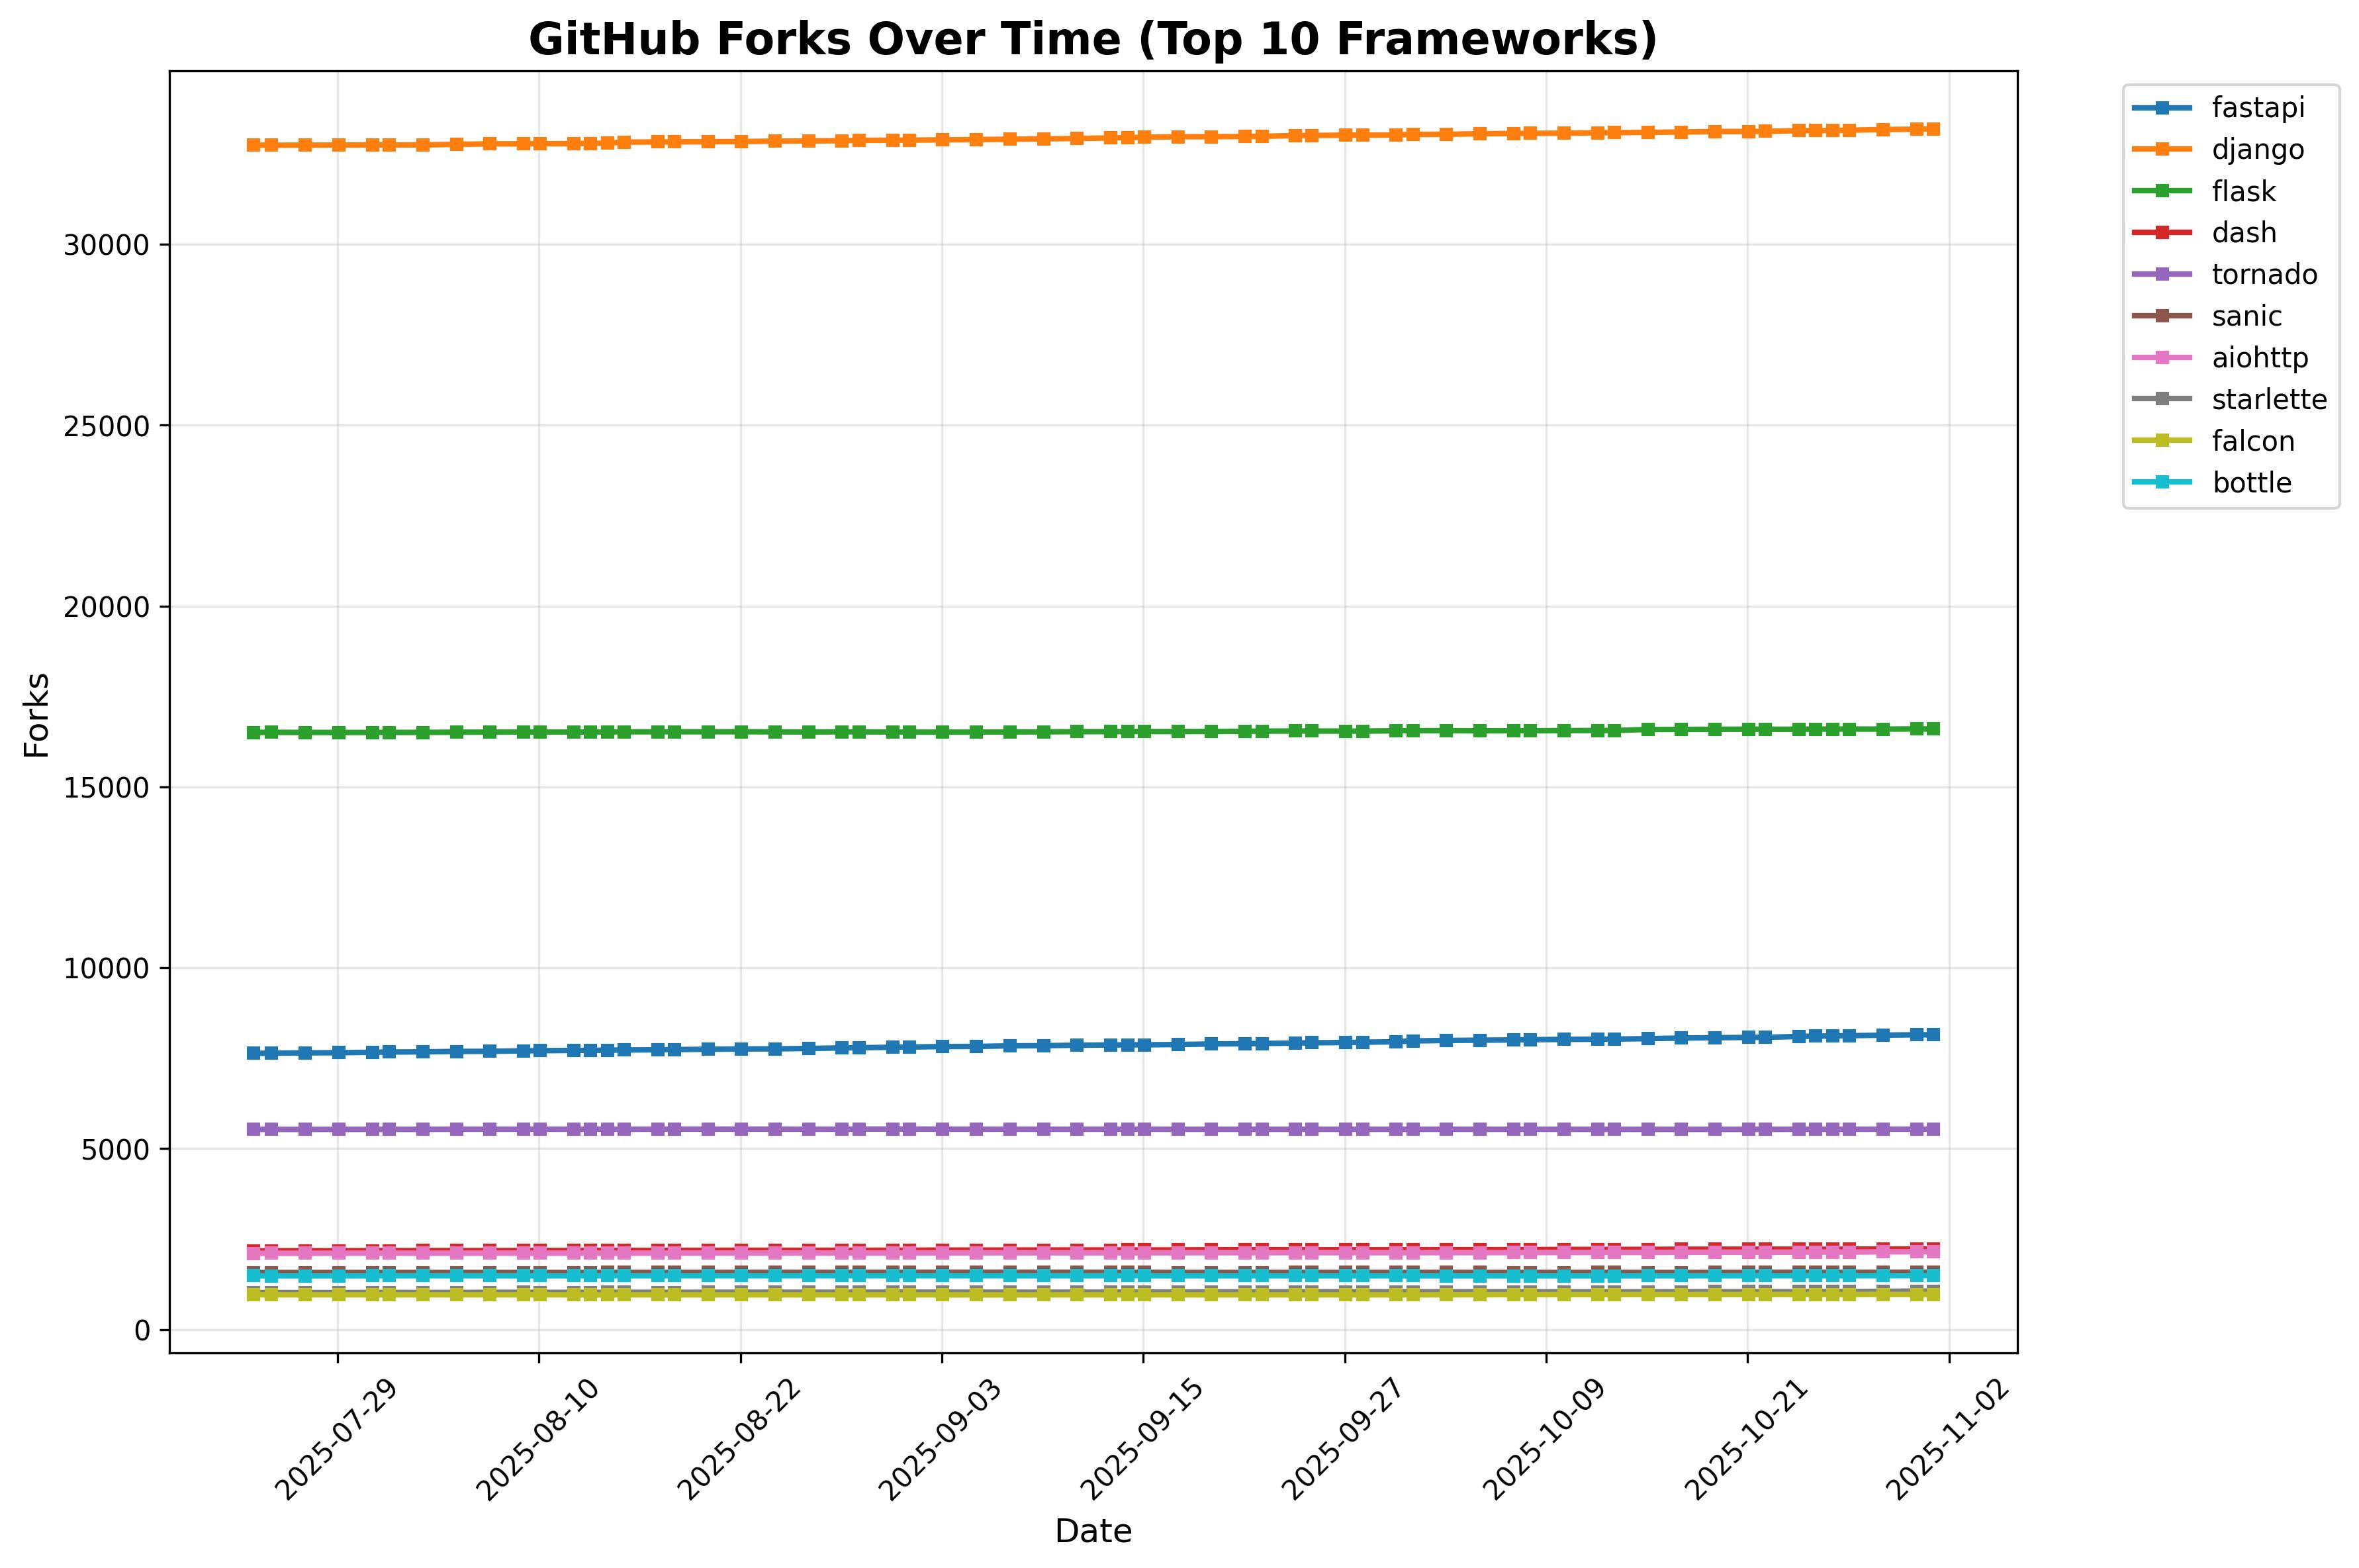 GitHub Forks Over Time (Top 10 Frameworks)
fastapi
django
flask
dash
tornado
sanic
aiohttp
starlette
falcon
bottle
Forks
30000
25000
20000
15000
10000
5000
0
2025-07-29
2025-08-10
2025-08-22
2025-09-03
2025-09-15
2025-09-27
2025-10-09
2025-10-21
2025-11-02
Date